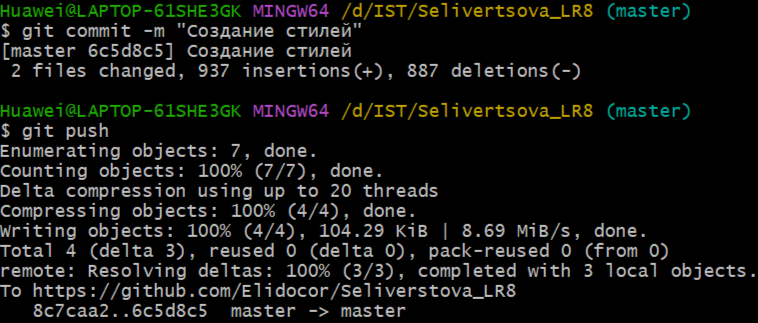 Huawei@LAPTOP-61SHE3GK MINGW64 /d/IST/Selivertsova_LR8 (master)
$ git commit -m "Создание стилей"
[master 6c5d8c5] Создание стилей
 2 files changed, 937 insertions(+), 887 deletions(-)

Huawei@LAPTOP-61SHE3GK MINGW64 /d/IST/Selivertsova_LR8 (master)
$ git push
Enumerating objects: 7, done.
Counting objects: 100% (7/7), done.
Delta compression using up to 20 threads
Compressing objects: 100% (4/4), done.
Writing objects: 100% (4/4), 104.29 KiB | 8.69 MiB/s, done.
Total 4 (delta 3), reused 0 (delta 0), pack-reused 0 (from 0)
remote: Resolving deltas: 100% (3/3), completed with 3 local objects.
To https://github.com/Elidocor/Seliverstova_LR8
   8c7caa2..6c5d8c5  master -> master